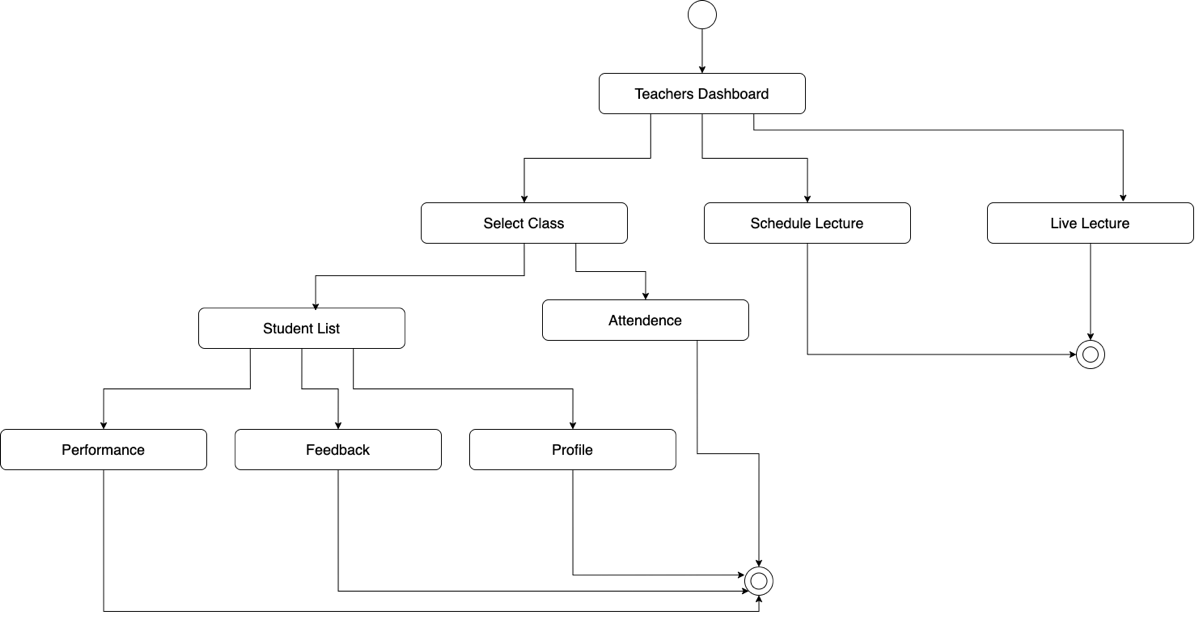 Teachers Dashboard
Select Class
Schedule Lecture
Live Lecture
Student List
Attendence
Performance
Feedback
Profile